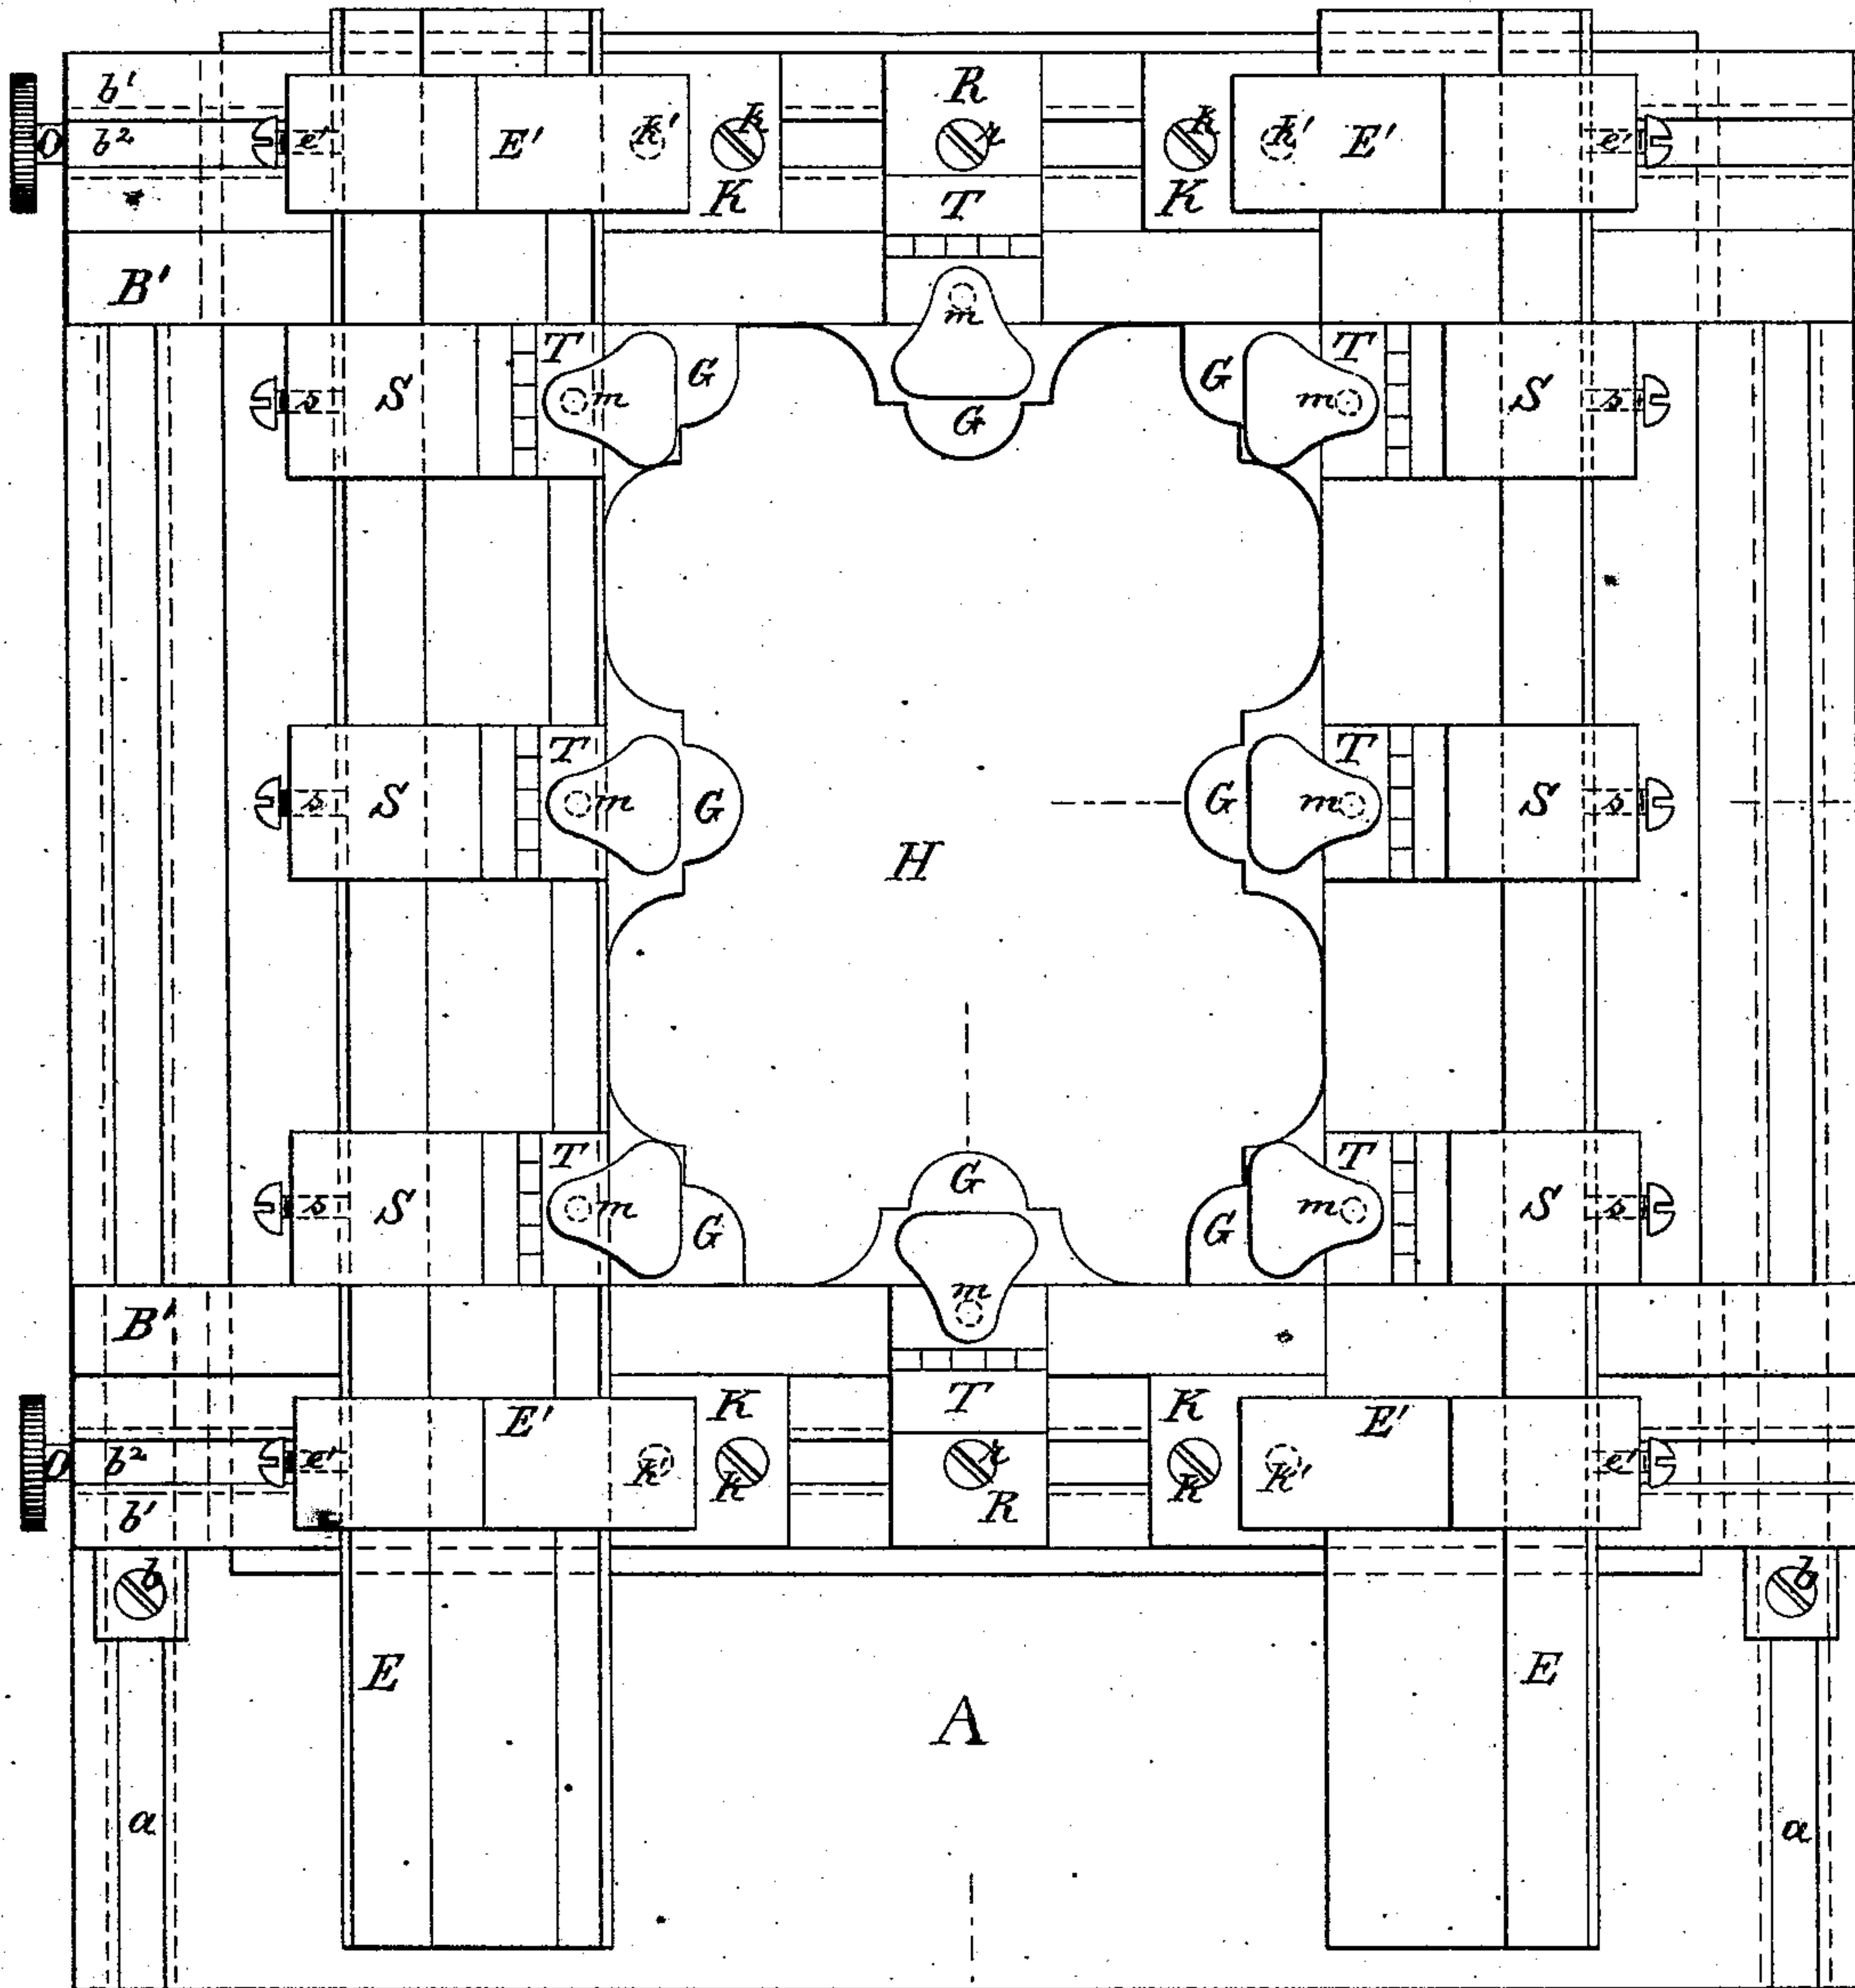 b' R
k k
O b² e' E' k' r k' E' e'
K T K
B' m
T G G T
s S m G m S s
T T
s S m G G m S s
H
T G T
s S m G G m S s
B' m
K T K
E' E'
O b² e' k' k r k k' e'
b' R
b b
E E
A
a a